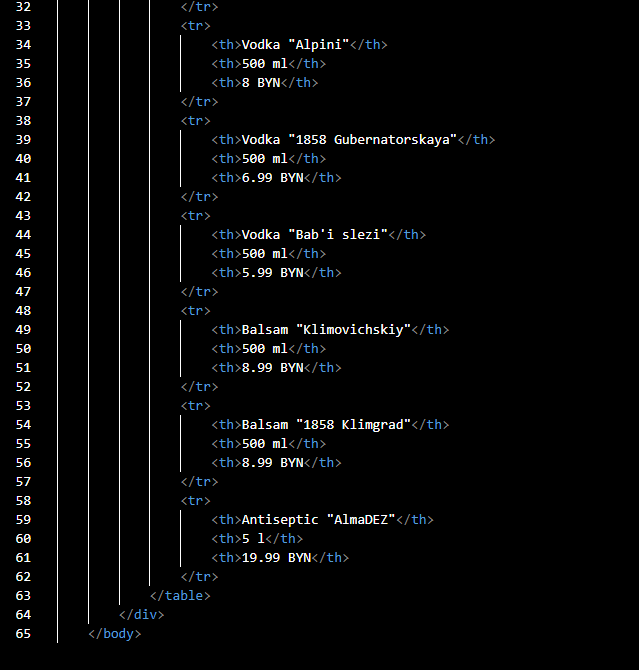 32 </tr>
33 <tr>
34 <th>Vodka "Alpini"</th>
35 <th>500 ml</th>
36 <th>8 BYN</th>
37 </tr>
38 <tr>
39 <th>Vodka "1858 Gubernatorskaya"</th>
40 <th>500 ml</th>
41 <th>6.99 BYN</th>
42 </tr>
43 <tr>
44 <th>Vodka "Bab'i slezi"</th>
45 <th>500 ml</th>
46 <th>5.99 BYN</th>
47 </tr>
48 <tr>
49 <th>Balsam "Klimovichskiy"</th>
50 <th>500 ml</th>
51 <th>8.99 BYN</th>
52 </tr>
53 <tr>
54 <th>Balsam "1858 Klimgrad"</th>
55 <th>500 ml</th>
56 <th>8.99 BYN</th>
57 </tr>
58 <tr>
59 <th>Antiseptic "AlmaDEZ"</th>
60 <th>5 l</th>
61 <th>19.99 BYN</th>
62 </tr>
63 </table>
64 </div>
65 </body>